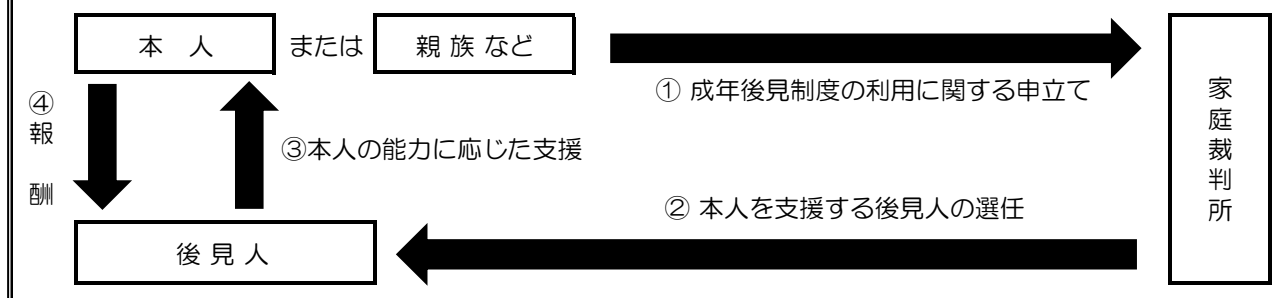 本 人 または 親 族 など
① 成年後見制度の利用に関する申立て
家庭裁判所
④報 酬
③本人の能力に応じた支援
② 本人を支援する後見人の選任
後 見 人